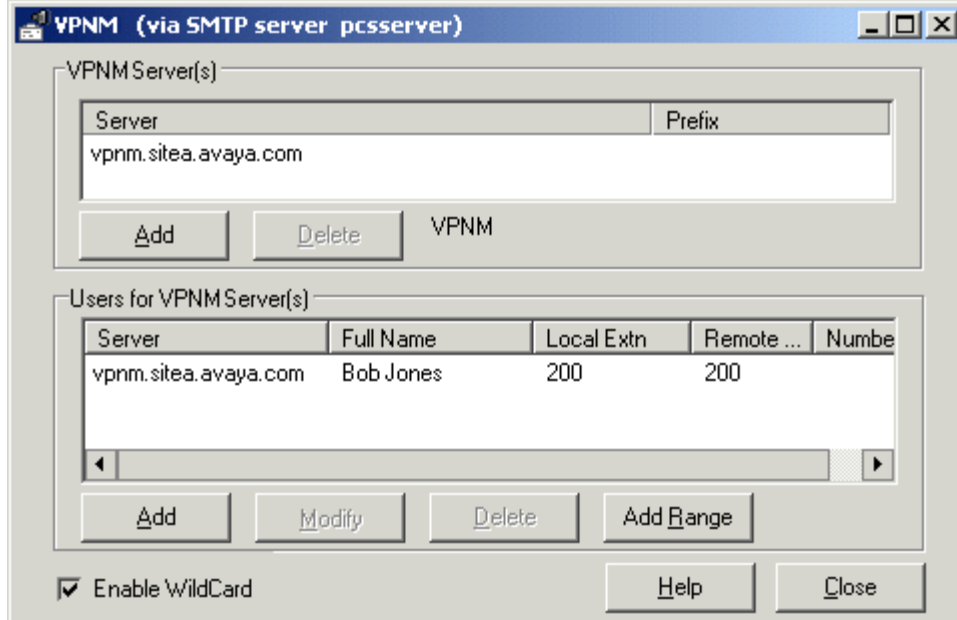 VPNM (via SMTP server pcsserver)
VPNM Server(s)
Server Prefix
vpnm.sitea.avaya.com
Add Delete VPNM
Users for VPNM Server(s)
Server Full Name Local Extn Remote ... Numbe
vpnm.sitea.avaya.com Bob Jones 200 200
Add Modify Delete Add Range
Enable WildCard Help Close